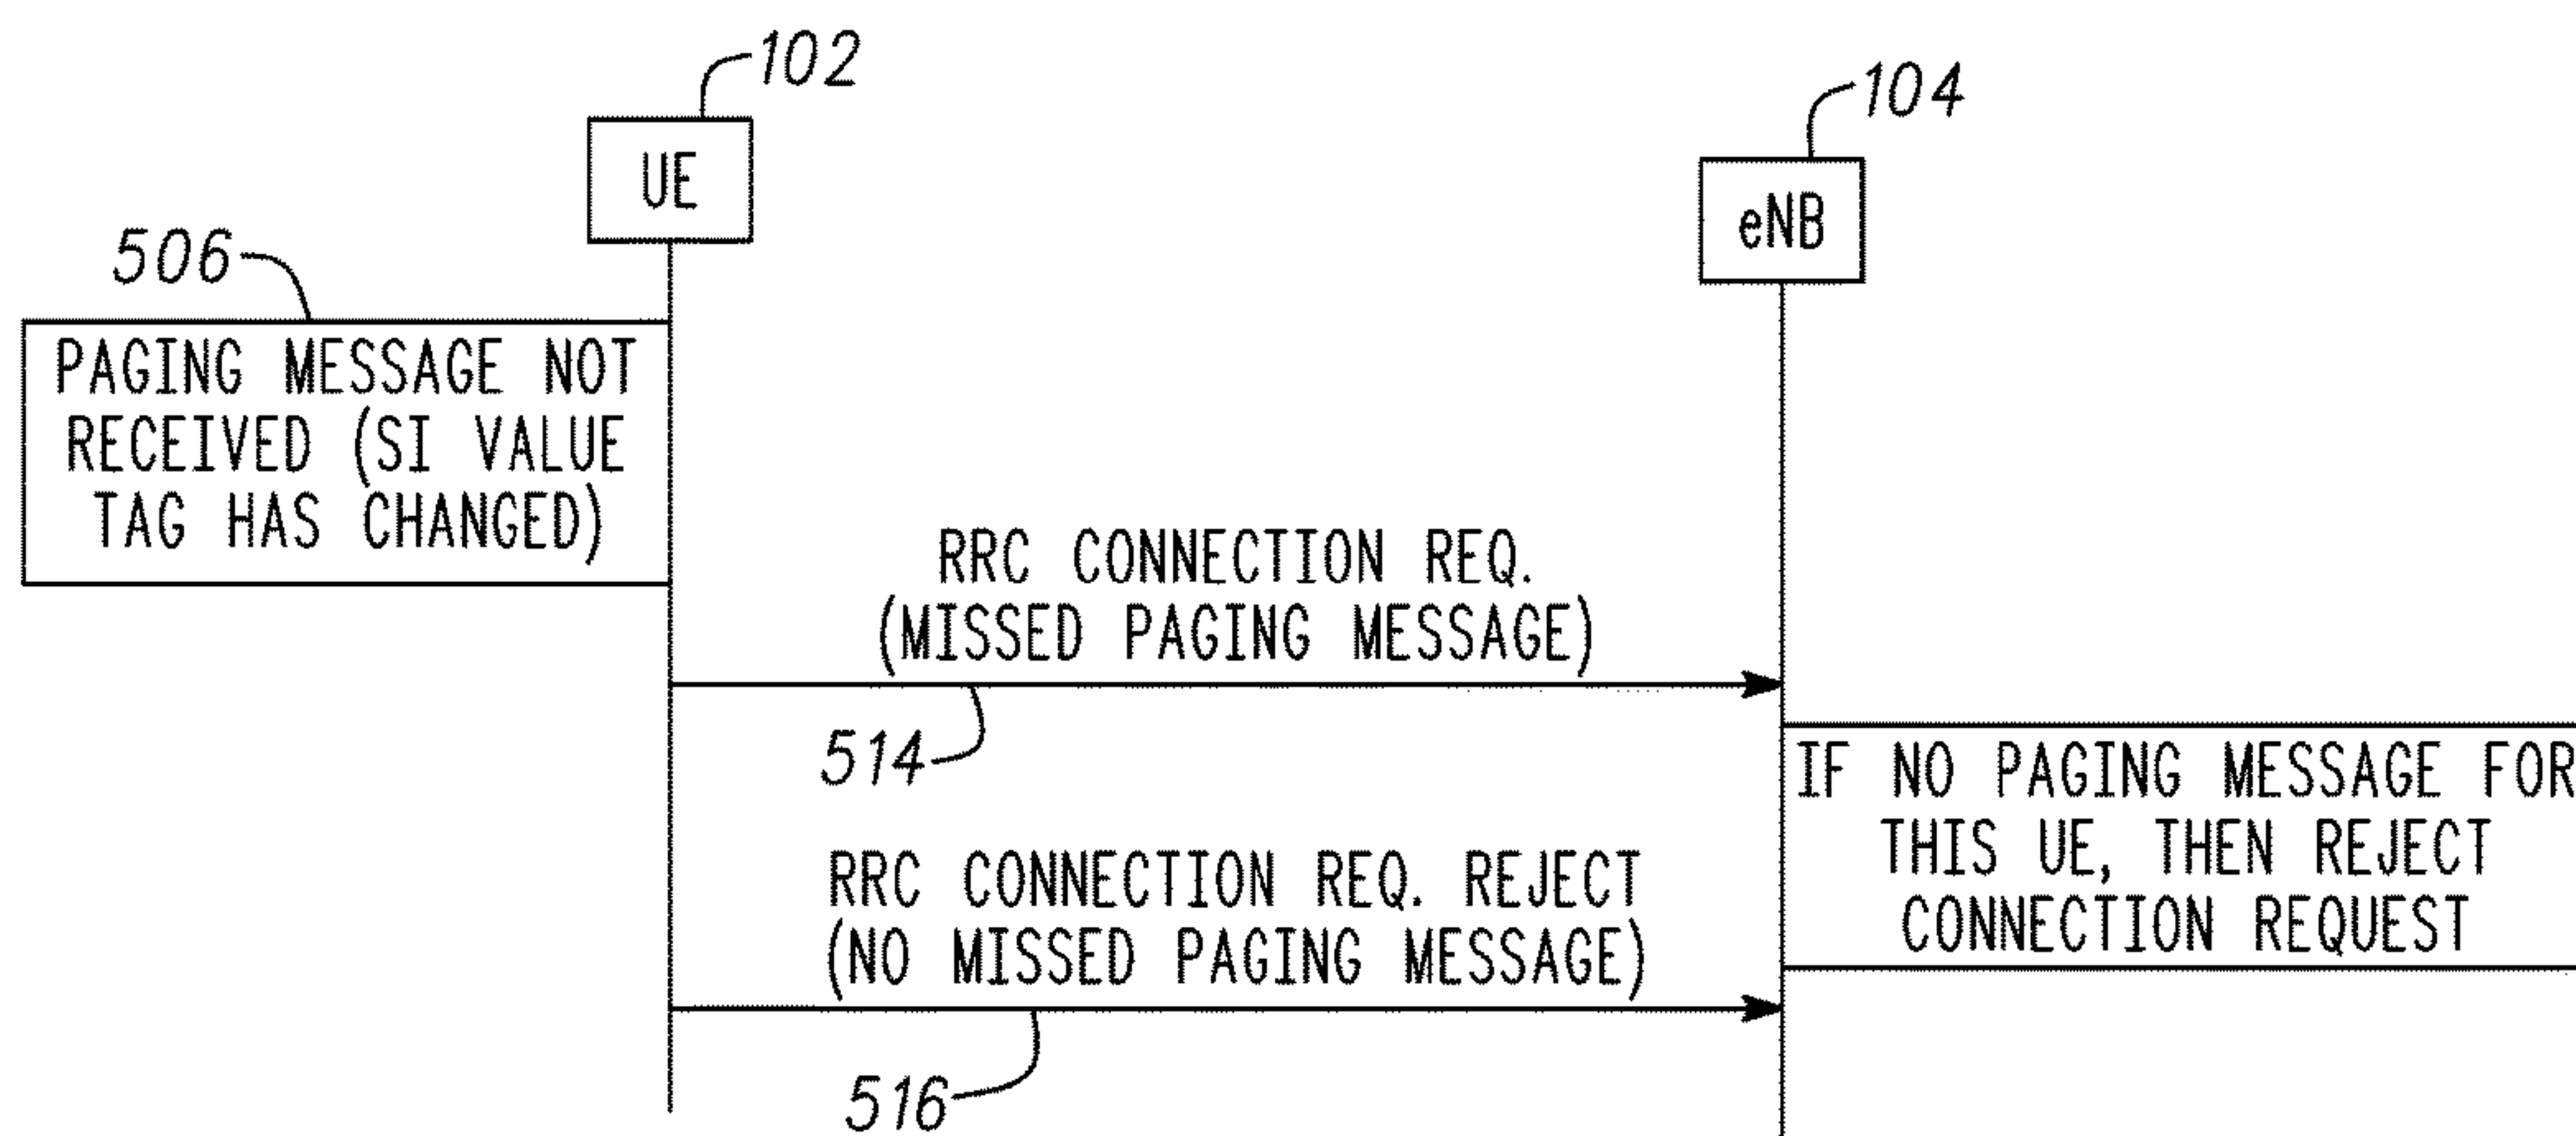 102
UE
104
eNB
506
PAGING MESSAGE NOT
RECEIVED (SI VALUE
TAG HAS CHANGED)
RRC CONNECTION REQ.
(MISSED PAGING MESSAGE)
514
IF NO PAGING MESSAGE FOR
THIS UE, THEN REJECT
CONNECTION REQUEST
RRC CONNECTION REQ. REJECT
(NO MISSED PAGING MESSAGE)
516